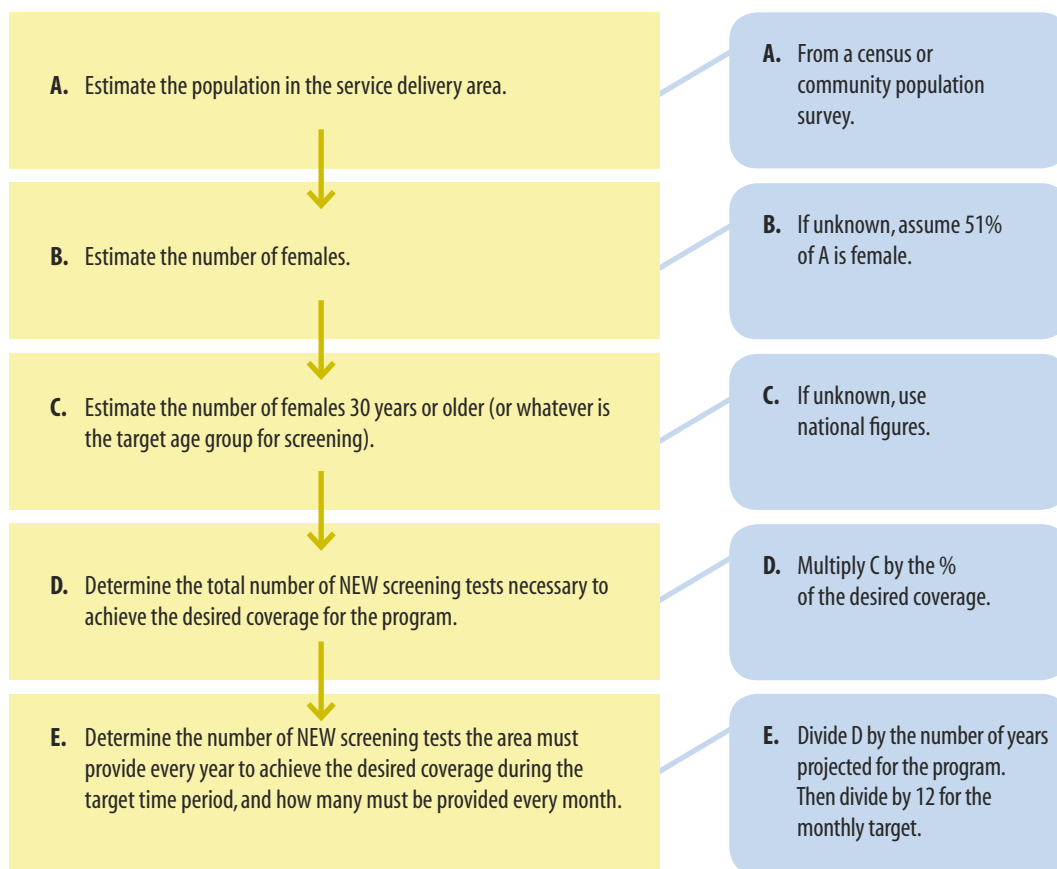 A. Estimate the population in the service delivery area.
A. From a census or
community population
survey.
B. Estimate the number of females.
B. If unknown, assume 51%
of A is female.
C. Estimate the number of females 30 years or older (or whatever is
the target age group for screening).
C. If unknown, use
national figures.
D. Determine the total number of NEW screening tests necessary to
achieve the desired coverage for the program.
D. Multiply C by the %
of the desired coverage.
E. Determine the number of NEW screening tests the area must
provide every year to achieve the desired coverage during the
target time period, and how many must be provided every month.
E. Divide D by the number of years
projected for the program.
Then divide by 12 for the
monthly target.